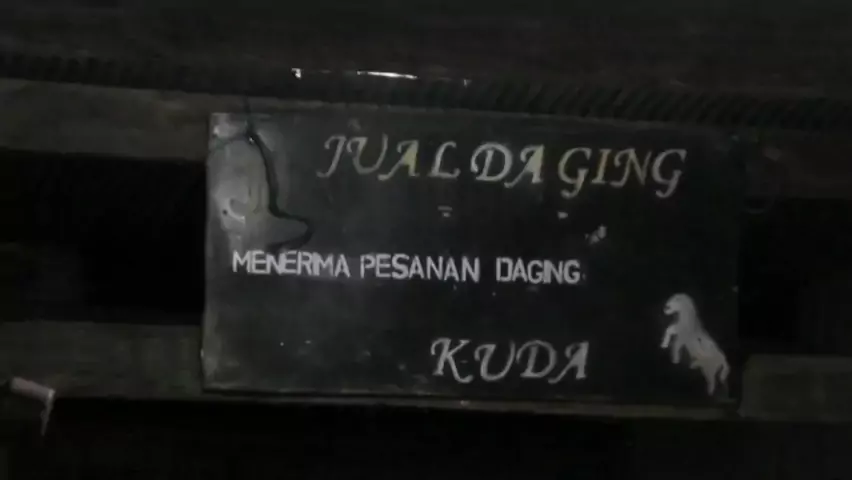 JUAL DAGING
MENERIMA PESANAN DAGING
KUDA